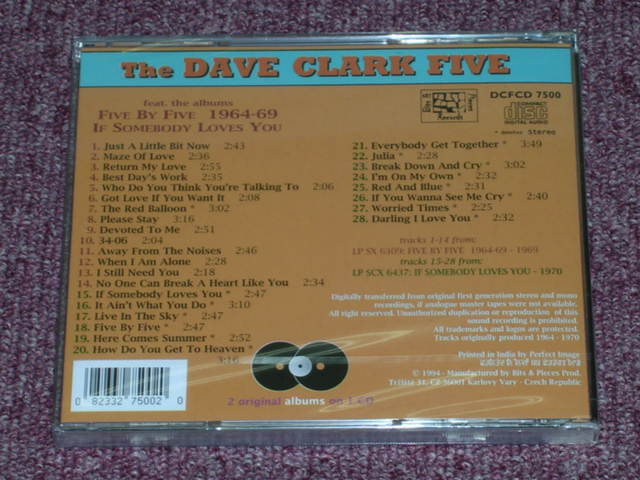 The DAVE CLARK FIVE
feat. the albums
FIVE BY FIVE 1964-69
IF SOMEBODY LOVES YOU
DCFCD 7500
Records
COMPACT
disc
DIGITAL AUDIO
* denotes Stereo
1. Just A Little Bit Now 2:43
2. Maze Of Love 2:36
3. Return My Love 2:55
4. Best Day's Work 2:35
5. Who Do You Think You're Talking To 2:06
6. Got Love If You Want It 2:08
7. The Red Balloon * 3:02
8. Please Stay 3:16
9. Devoted To Me 2:51
10. 34-06 2:04
11. Away From The Noises 2:46
12. When I Am Alone 2:28
13. I Still Need You 2:18
14. No One Can Break A Heart Like You 2:34
15. If Somebody Loves You * 2:47
16. It Ain't What You Do * 3:10
17. Live In The Sky * 2:47
18. Five By Five * 2:47
19. Here Comes Summer * 2:52
20. How Do You Get To Heaven *
21. Everybody Get Together * 3:49
22. Julia * 2:28
23. Break Down And Cry * 3:02
24. I'm On My Own * 2:32
25. Red And Blue * 2:31
26. If You Wanna See Me Cry * 2:40
27. Worried Times * 2:25
28. Darling I Love You * 2:32
tracks 1-14 from:
LP SX 6309: FIVE BY FIVE 1964-69 - 1969
tracks 15-28 from:
LP SCX 6437: IF SOMEBODY LOVES YOU - 1970
Digitally transferred from original first generation stereo and mono
recordings, if analogue master tapes were not available.
All right reserved. Unauthorized duplication or reproduction of this
sound recording is prohibited.
All trademarks and logos are protected.
Tracks originally produced 1964 - 1970
Printed in India by Perfect Image
© 1994 - Manufactured by Bits & Pieces Prod.
34, CZ 36001 Karlovy Vary - Czech Republic
0 82332 75002 0
2 original albums on 1 CD